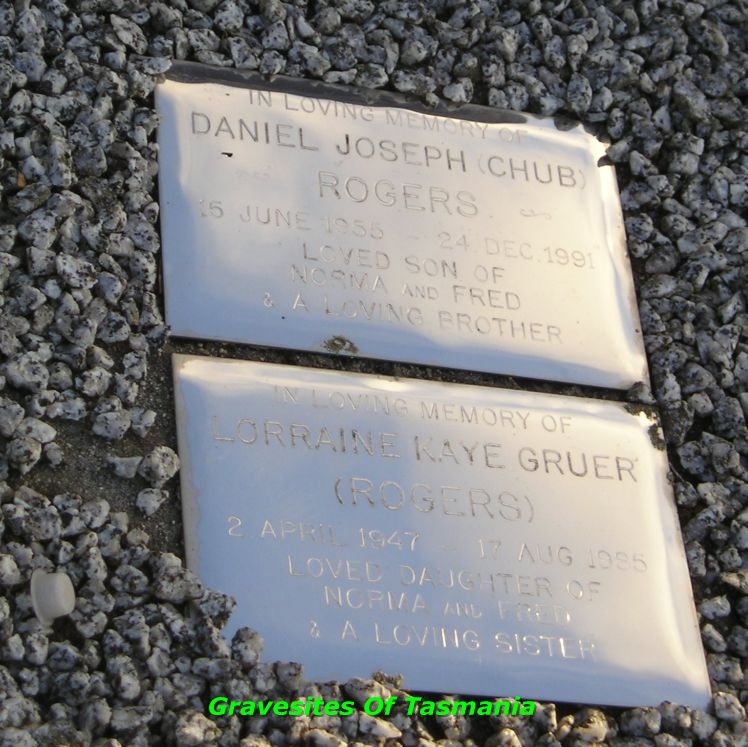 IN LOVING MEMORY OF
DANIEL JOSEPH (CHUB)
ROGERS
15 JUNE 1955 - 24 DEC. 1991
LOVED SON OF
NORMA AND FRED
& A LOVING BROTHER
IN LOVING MEMORY OF
LORRAINE KAYE GRUER
(ROGERS)
2 APRIL 1947 - 17 AUG 1985
LOVED DAUGHTER OF
NORMA AND FRED
& A LOVING SISTER
Gravesites Of Tasmania